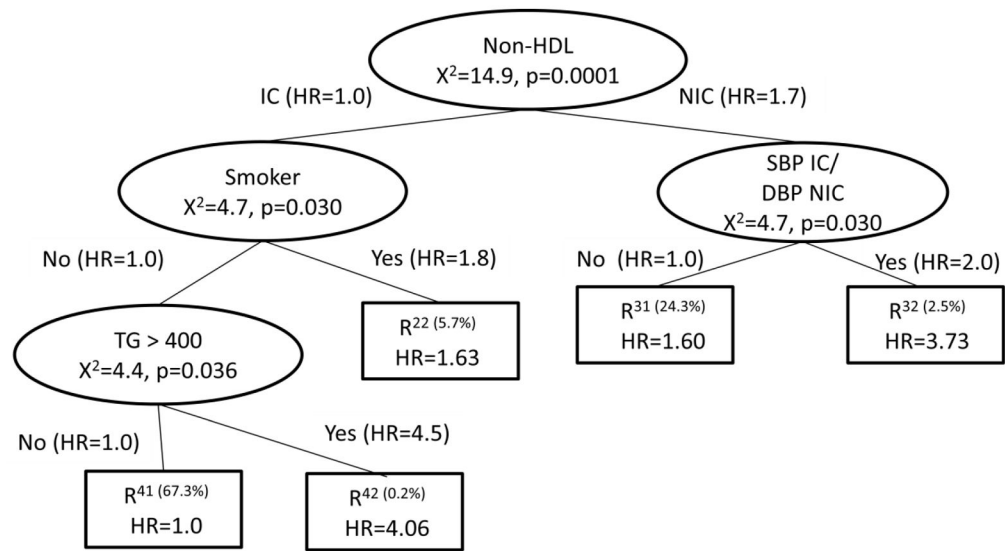 Non-HDL
X²=14.9, p=0.0001
IC (HR=1.0)
NIC (HR=1.7)
Smoker
X²=4.7, p=0.030
SBP IC/
DBP NIC
X²=4.7, p=0.030
No (HR=1.0)
Yes (HR=1.8)
No (HR=1.0)
Yes (HR=2.0)
TG > 400
X²=4.4, p=0.036
R²² (5.7%)
HR=1.63
R³¹ (24.3%)
HR=1.60
R³² (2.5%)
HR=3.73
No (HR=1.0)
Yes (HR=4.5)
R⁴¹ (67.3%)
HR=1.0
R⁴² (0.2%)
HR=4.06